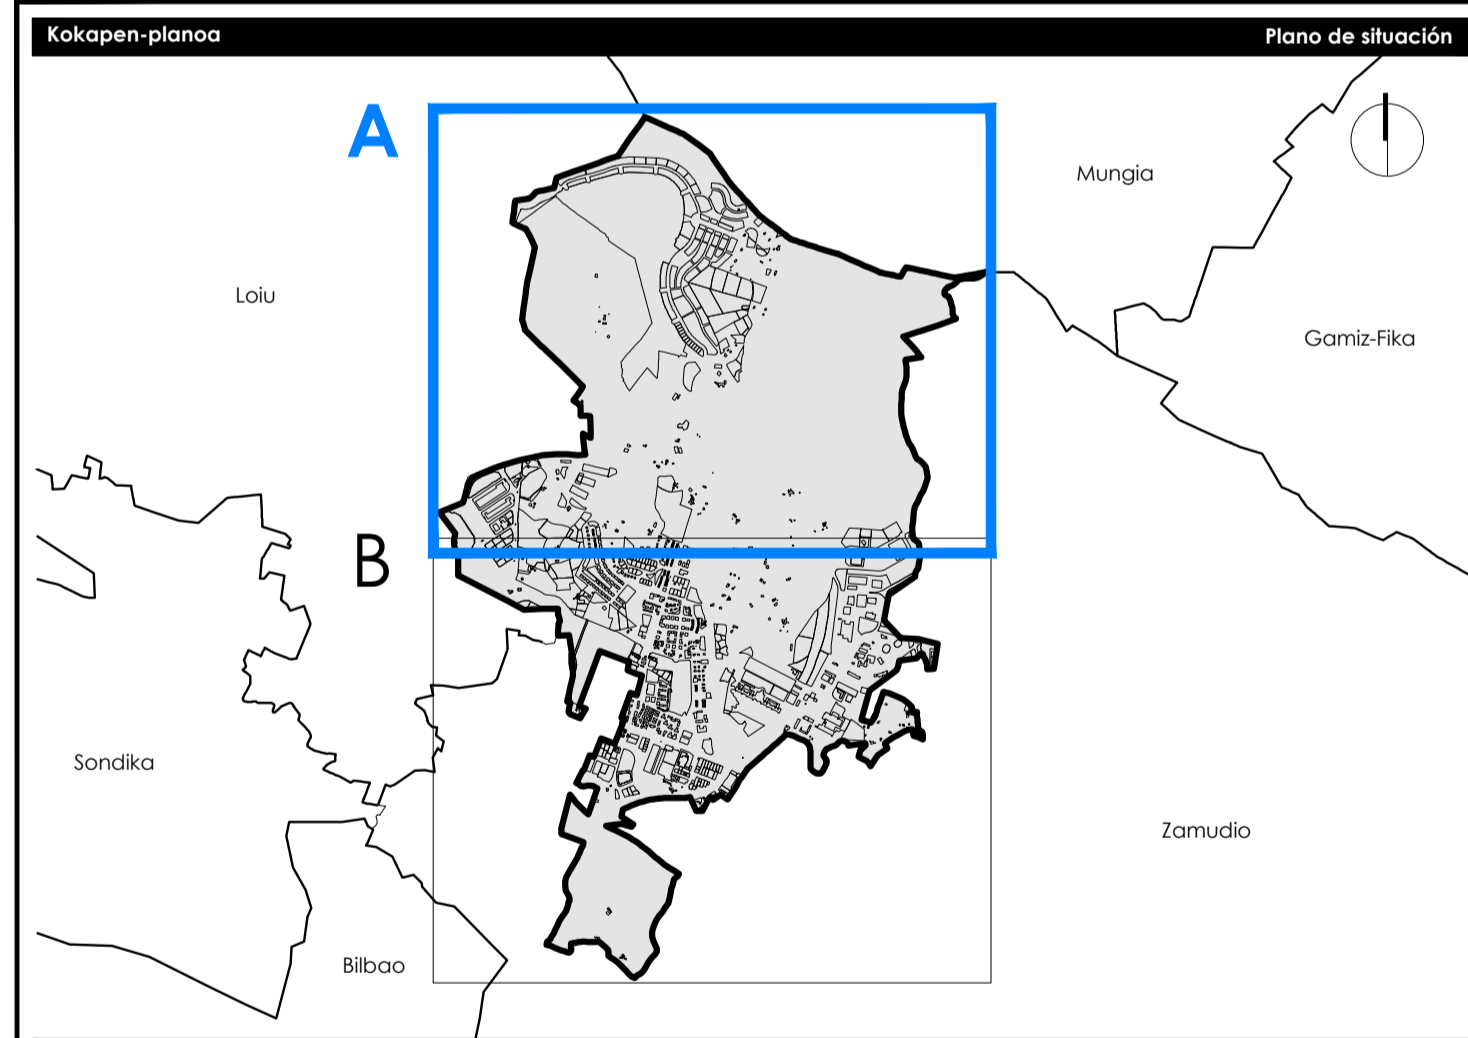 Kokapen-planoa
Plano de situación
A
Mungia
Loiu
Gamiz-Fika
B
Sondika
Zamudio
Bilbao